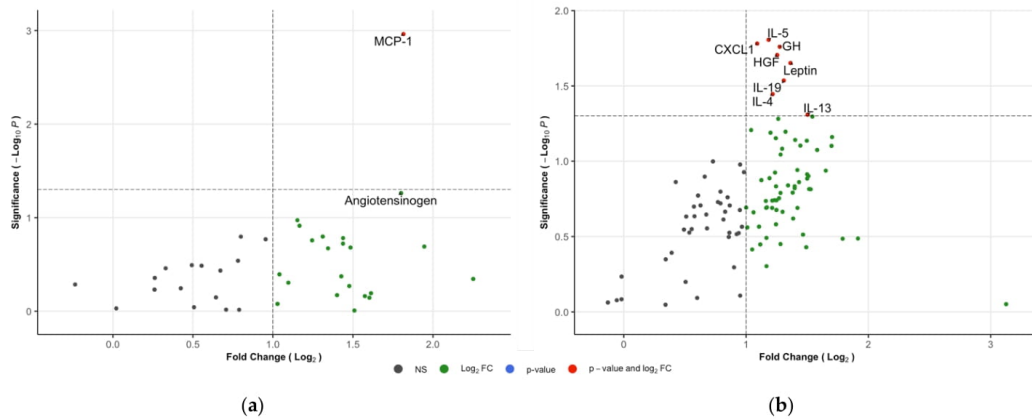 3
2
1
0
Significance ( − Log10 P )
0.0
0.5
1.0
1.5
2.0
Fold Change ( Log2 )
MCP-1
Angiotensinogen
2.0
1.5
1.0
0.5
0.0
Significance ( − Log10 P )
0
1
2
3
Fold Change ( Log2 )
IL-5
CXCL1
GH
HGF
Leptin
IL-19
IL-4
IL-13
NS
Log2 FC
p-value
p − value and log2 FC
(a)
(b)